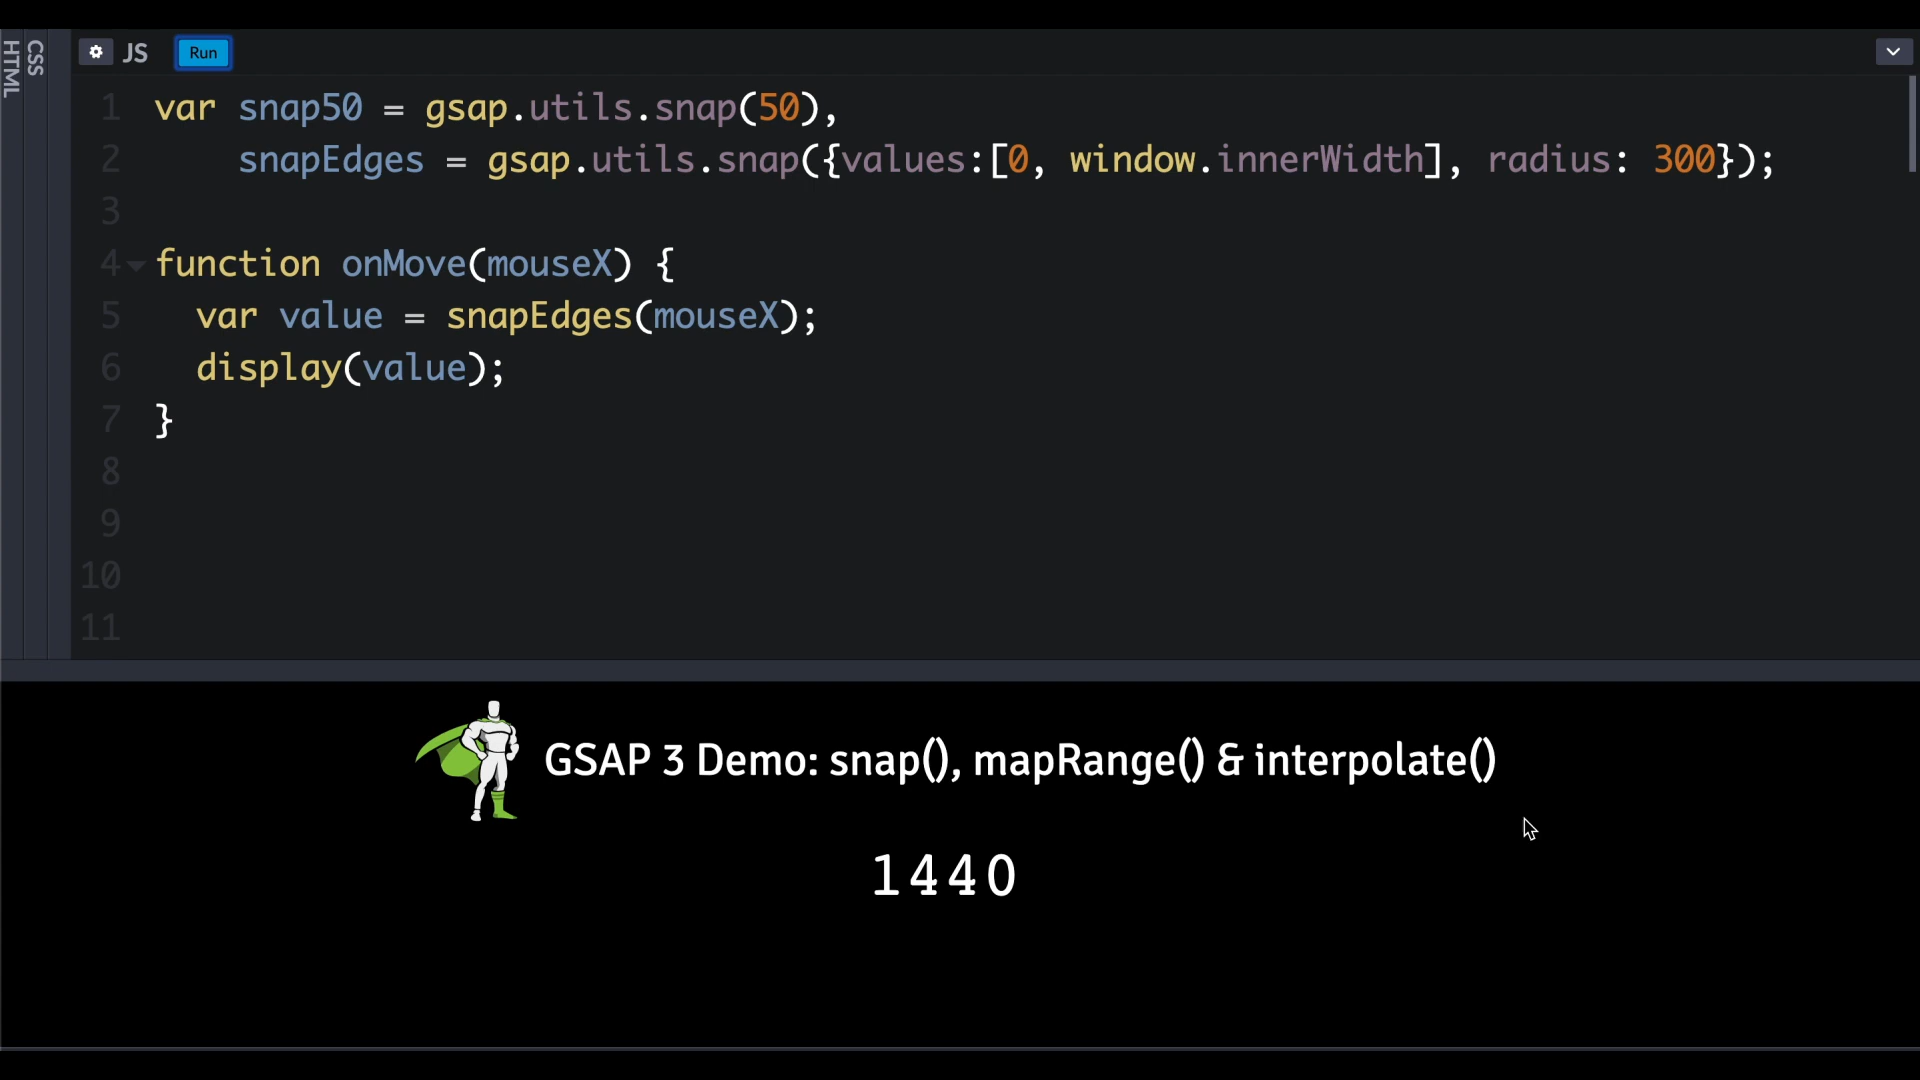 HTML
CSS
JS
Run
1 var snap50 = gsap.utils.snap(50),
2 snapEdges = gsap.utils.snap({values:[0, window.innerWidth], radius: 300});
3
4 function onMove(mouseX) {
5 var value = snapEdges(mouseX);
6 display(value);
7 }
8
9
10
11
GSAP 3 Demo: snap(), mapRange() & interpolate()
1440